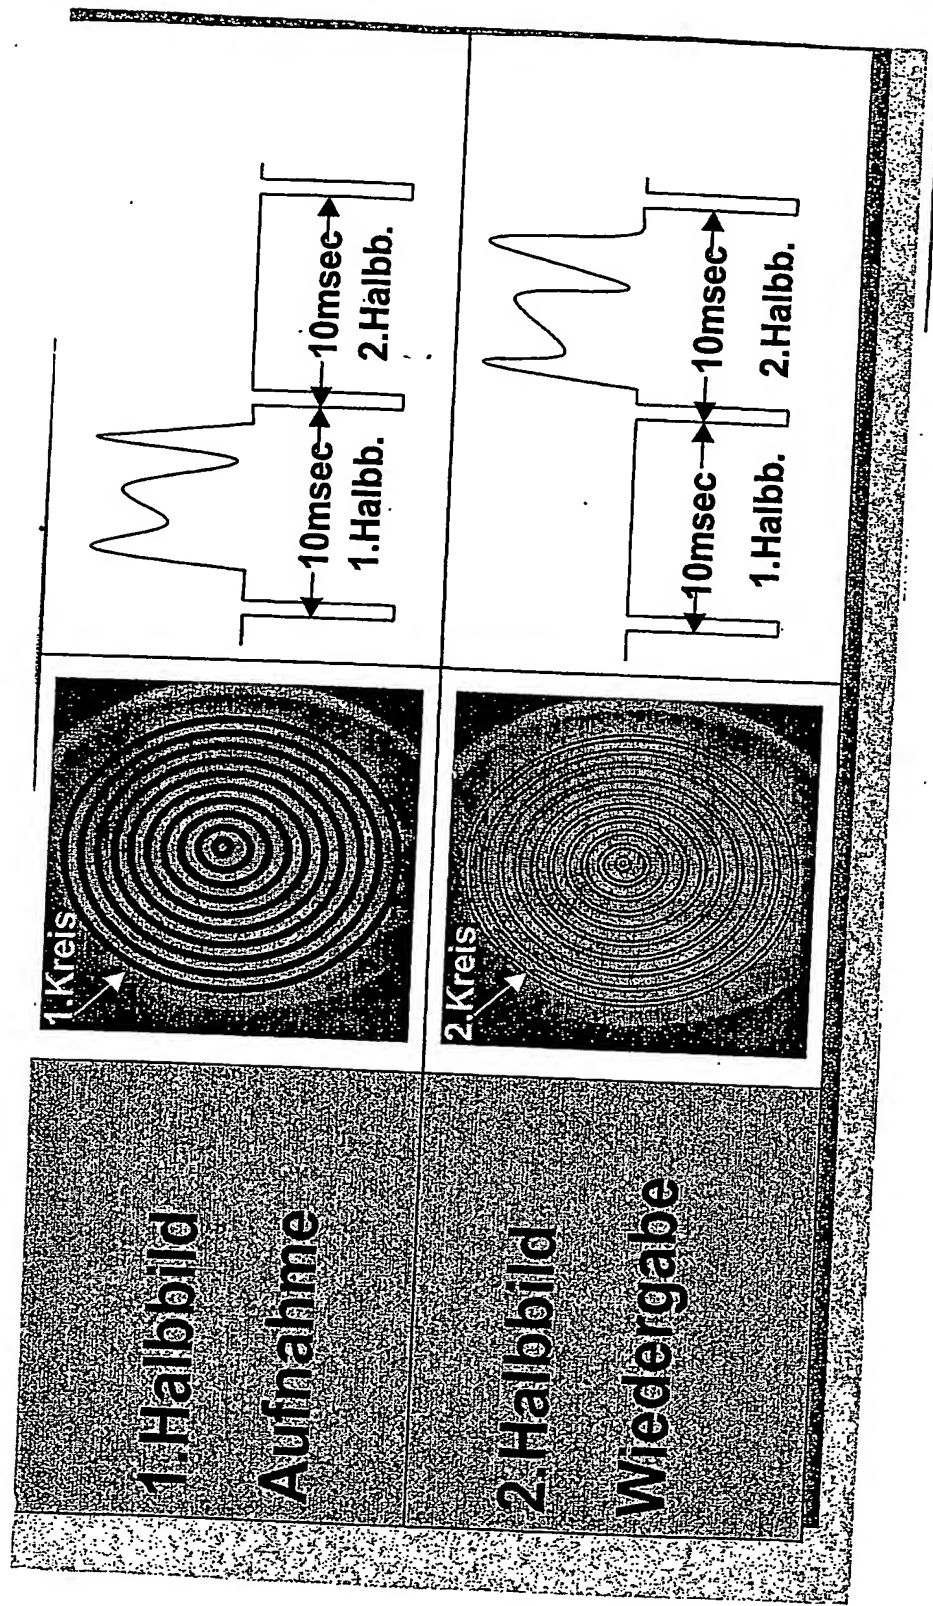 1.Halbbild
Aufnahme
1.Kreis
10msec
10msec
1.Halbb.
2.Halbb.
2.Halbbild
Wiedergabe
2.Kreis
10msec
10msec
1.Halbb.
2.Halbb.